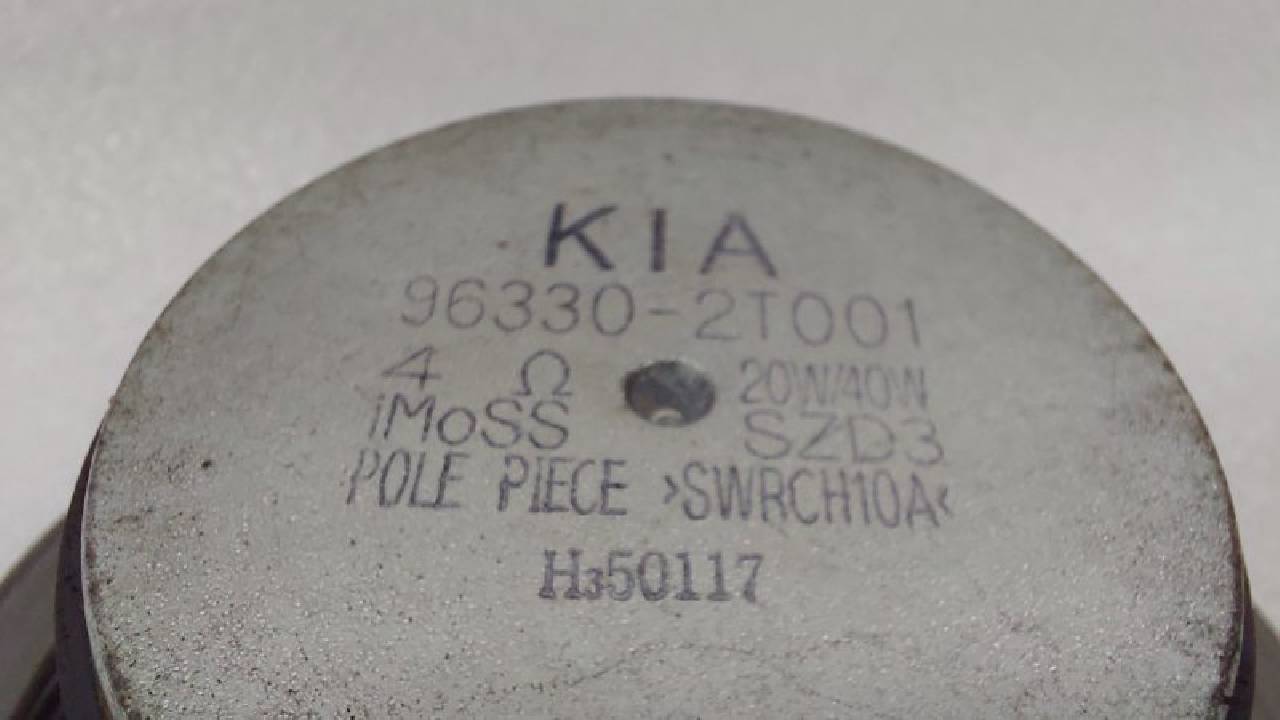 KIA
96330-2T001
4 Ω 20W/40W
iMoSS SZD3
POLE PIECE >SWRCH10A<
H350117